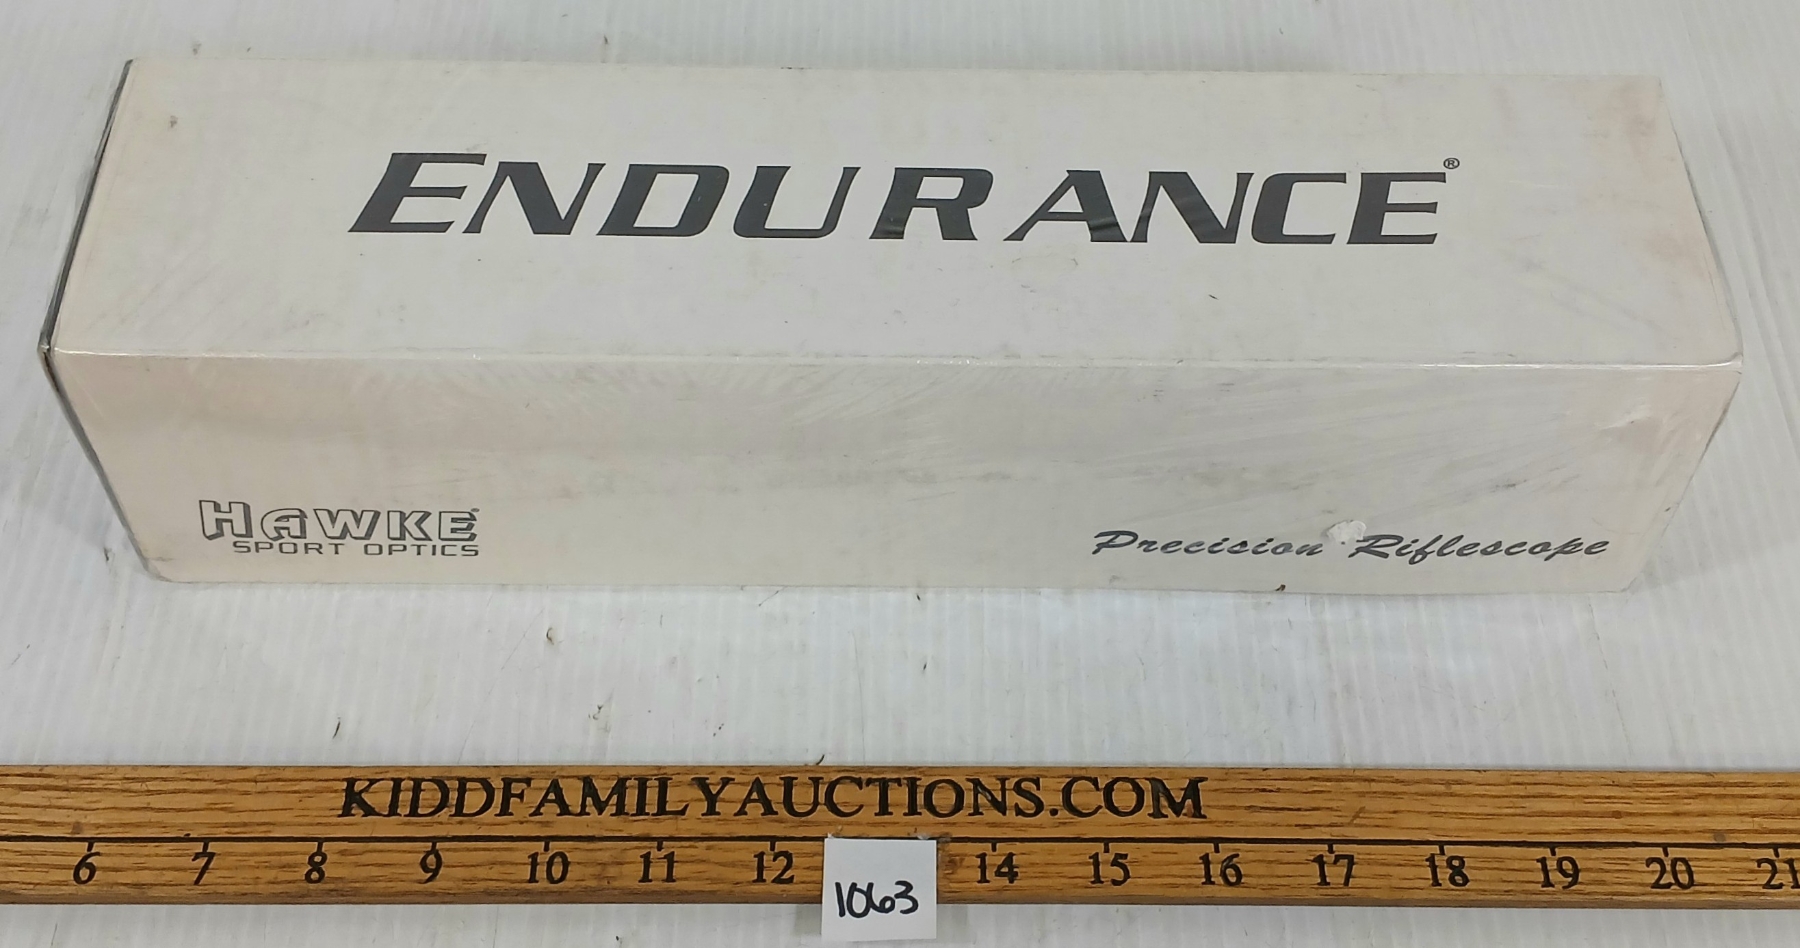 ENDURANCE®
HAWKE®
SPORT OPTICS
Precision Riflescope
KIDDFAMILYAUCTIONS.COM
6 7 8 9 10 11 12 14 15 16 17 18 19 20 21
1063